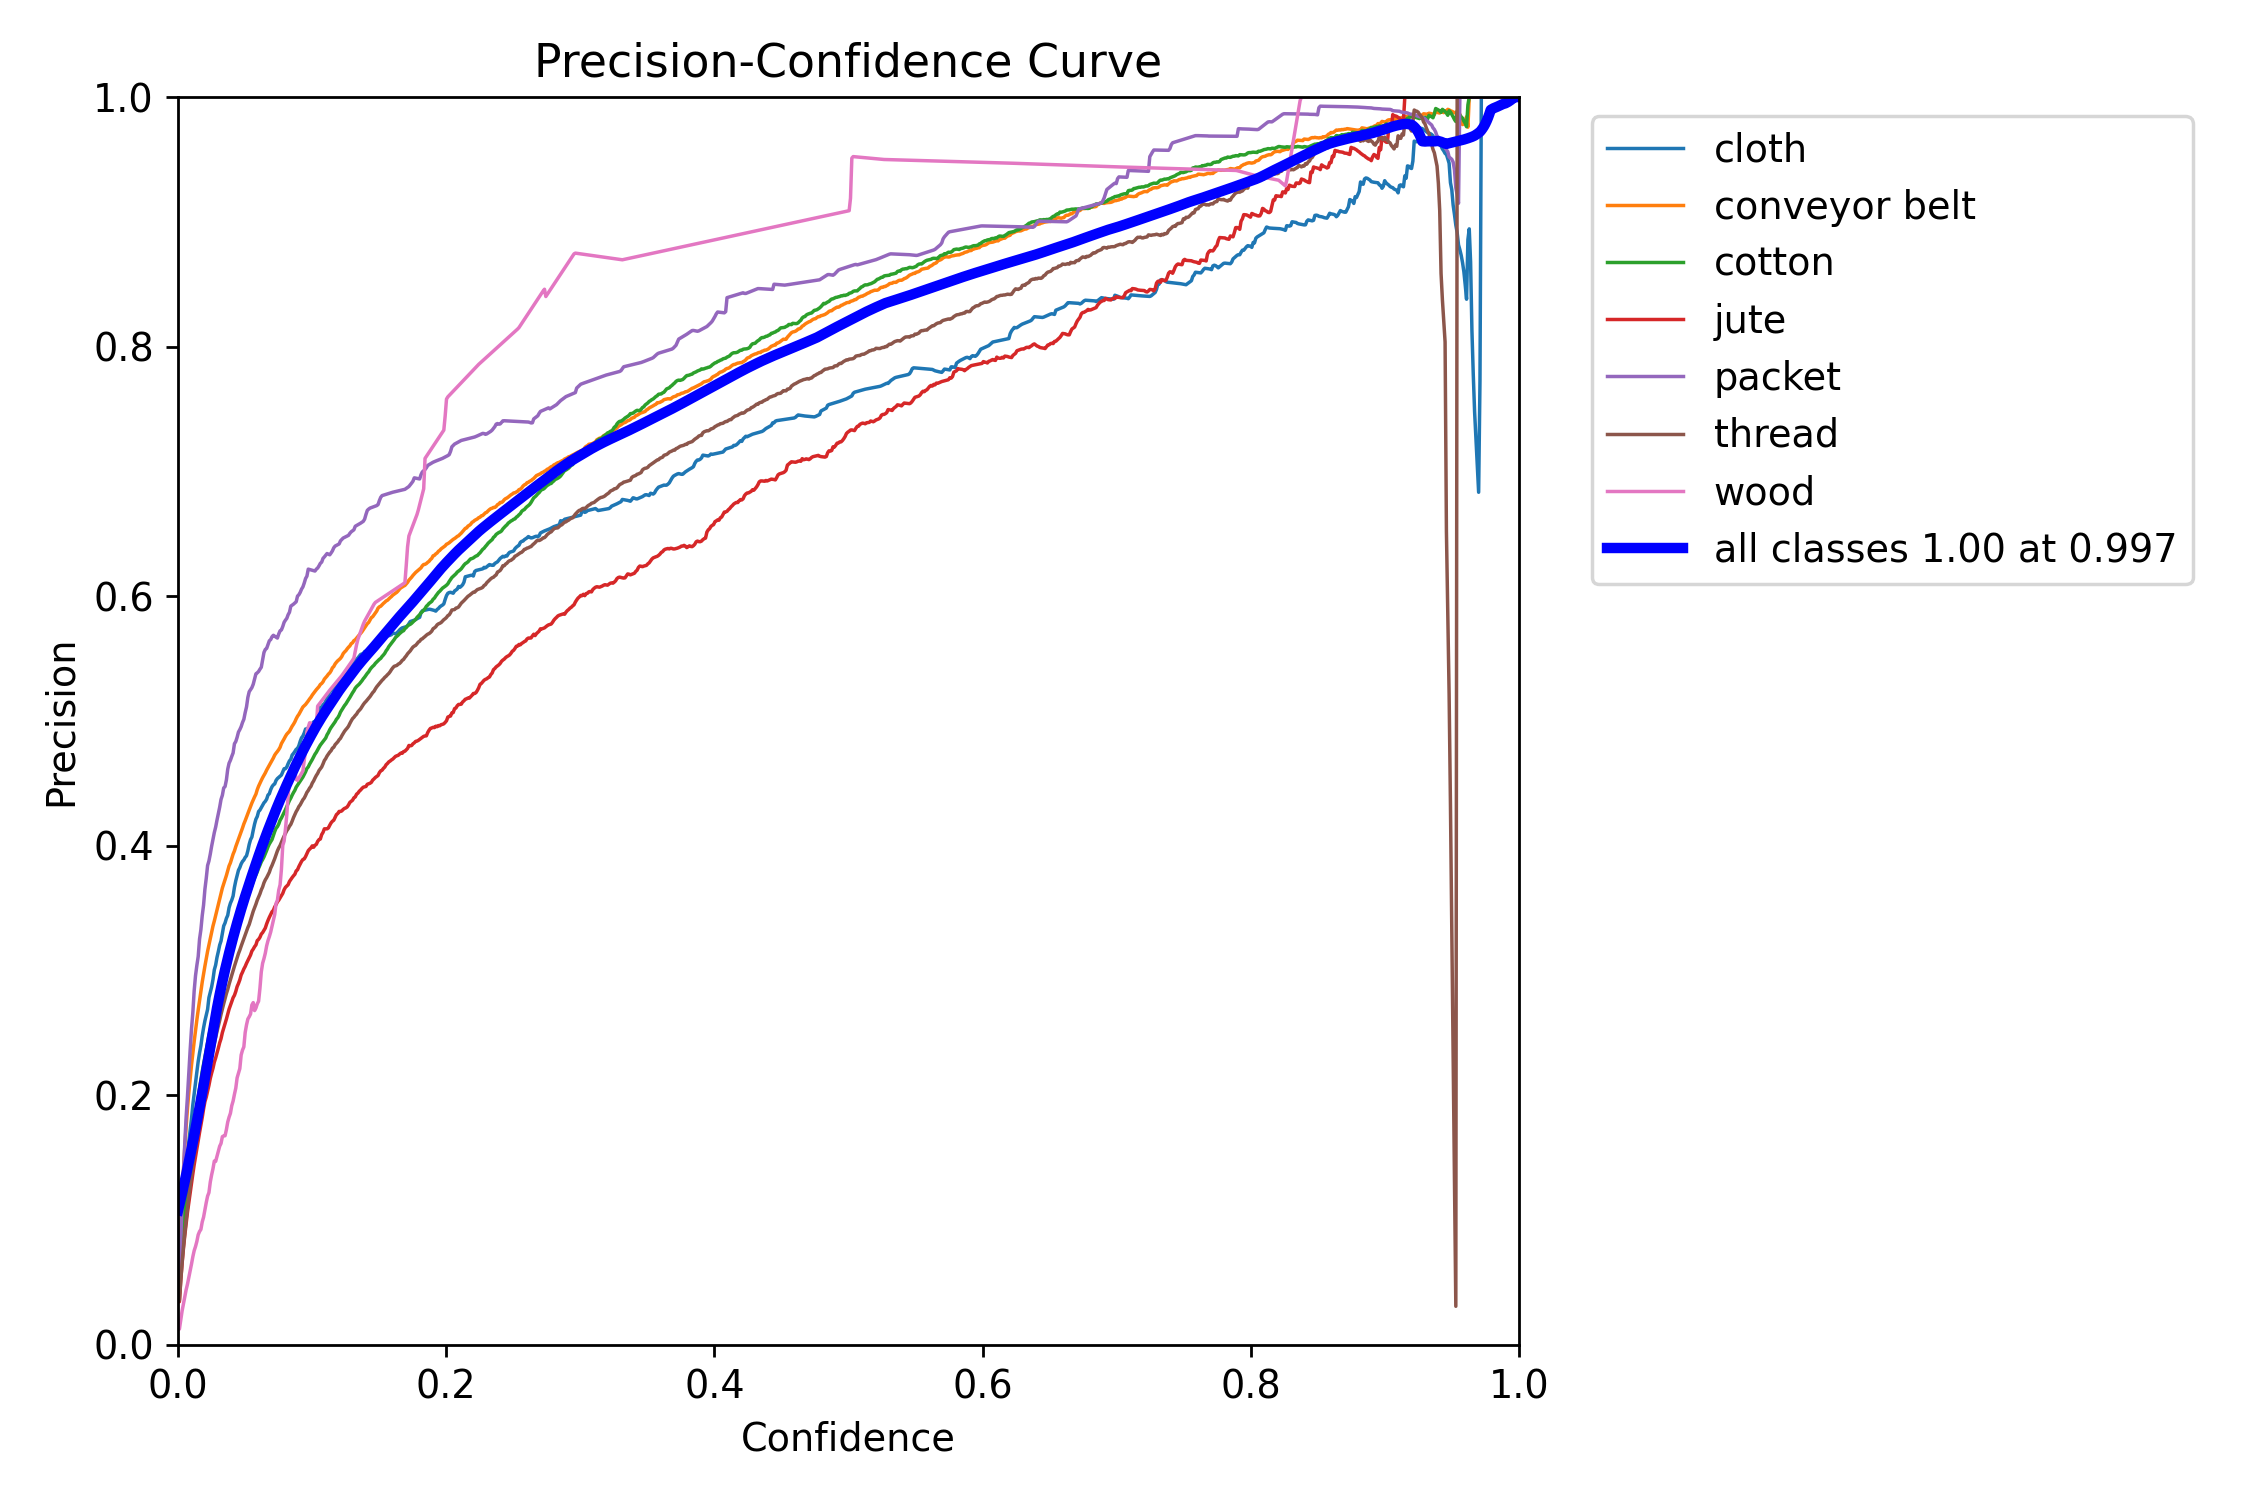 Precision-Confidence Curve
1.0
0.8
0.6
0.4
0.2
0.0
Precision
0.0 0.2 0.4 0.6 0.8 1.0
Confidence
cloth
conveyor belt
cotton
jute
packet
thread
wood
all classes 1.00 at 0.997